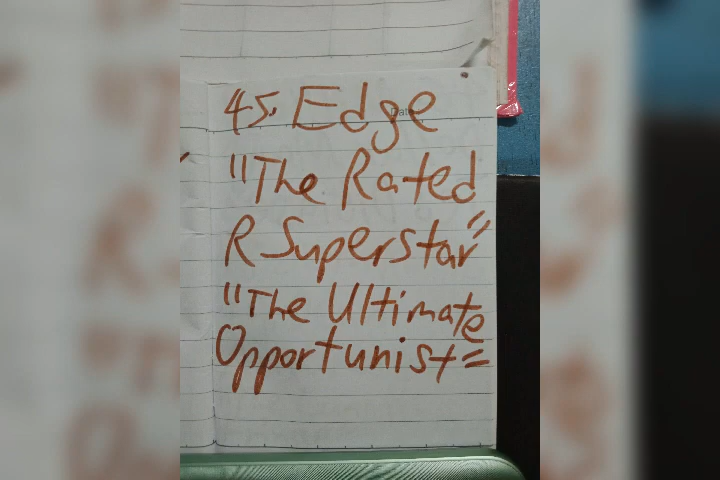 45. Edge
"The Rated
R Superstar"
"The Ultimate
Opportunist"